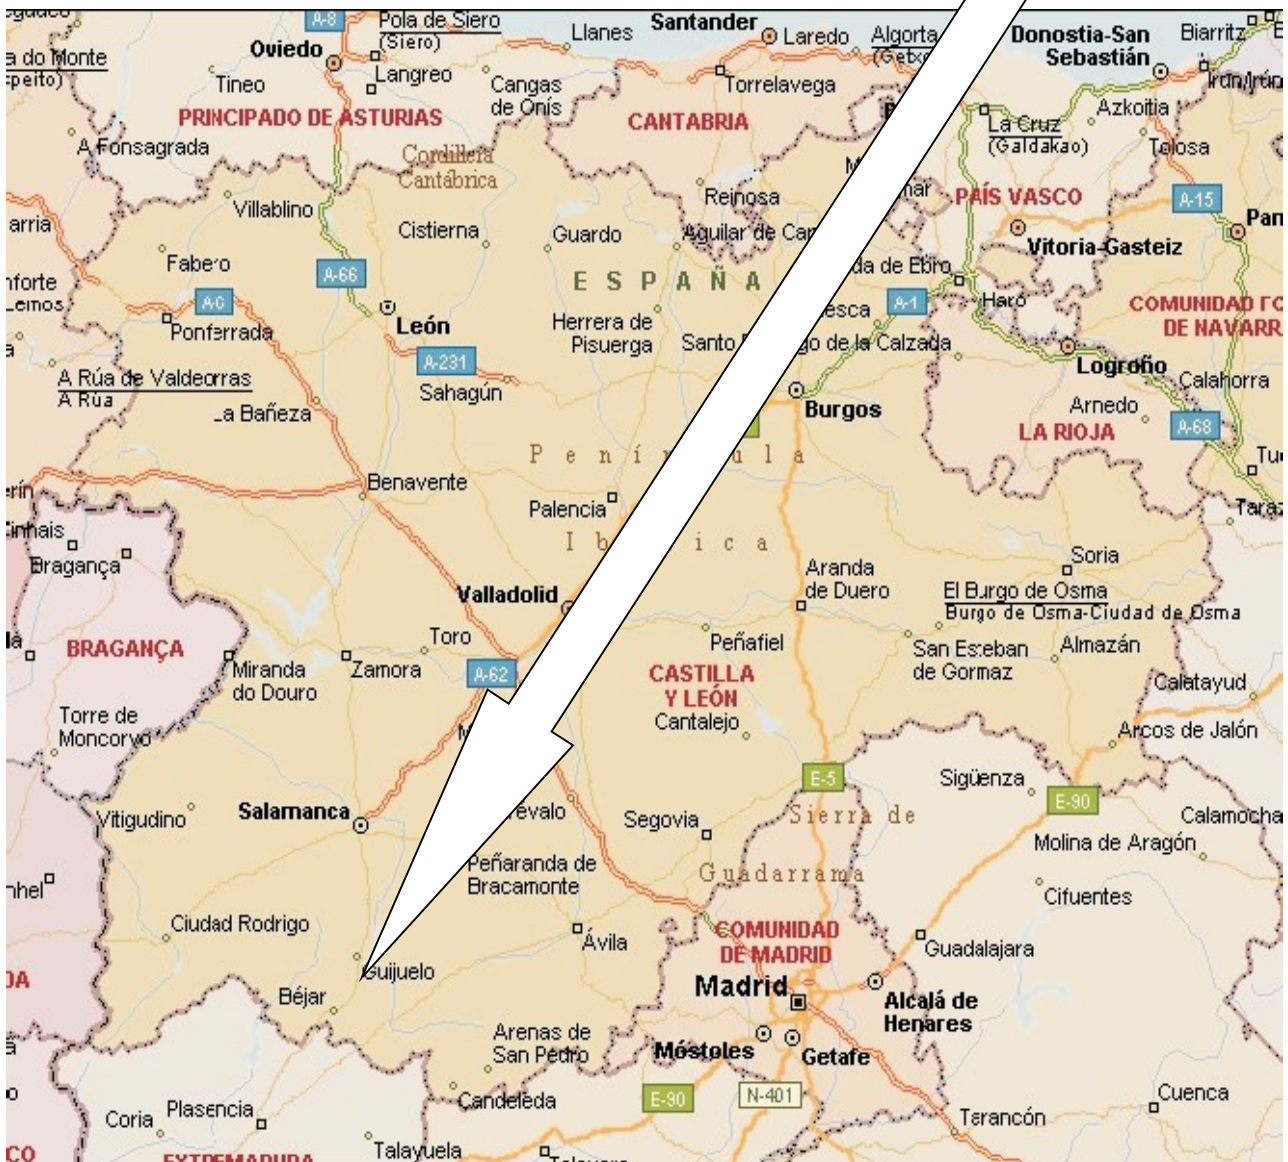 A-8
Pola de Siero
(Siero)
Llanes
Santander
Laredo
Algorta
Donostia-San
Sebastián
Biarritz
Oviedo
Langreo
Tineo
Cangas
de Onís
Torrelavega
La Cruz
(Galdakao)
Azkoitia
Tolosa
PRINCIPADO DE ASTURIAS
CANTABRIA
A Fonsagrada
Cordillera
Cantábrica
Reinosa
PAÍS VASCO
A-15
Villablino
Cistierna
Guardo
Vitoria-Gasteiz
Fabero
A-66
ESPAÑA
A-1
Haro
León
Ponferrada
Herrera de
Pisuerga
A-231
Sahagún
de la Calzada
Logroño
Calahorra
A Rúa de Valdeorras
A Rúa
Arnedo
LA RIOJA
A-68
Burgos
Benavente
Palencia
Soria
Bragança
Aranda
de Duero
El Burgo de Osma
Burgo de Osma-Ciudad de Osma
Valladolid
Toro
Zamora
A-62
Peñafiel
San Esteban
de Gormaz
Almazán
BRAGANÇA
Miranda
do Douro
CASTILLA
Y LEÓN
Cantalejo
Calatayud
Torre de
Moncorvo
Arcos de Jalón
E-5
Sigüenza
E-90
Vitigudino
Salamanca
Segovia
Sierra de
Guadarrama
Calamocha
Molina de Aragón
Peñaranda de
Bracamonte
Cifuentes
Ciudad Rodrigo
Ávila
COMUNIDAD
DE MADRID
Guadalajara
Guijuelo
Béjar
Madrid
Alcalá de
Henares
Arenas de
San Pedro
Móstoles
Getafe
E-90
N-401
Candeleda
Cuenca
Coria
Plasencia
Tarancón
Talayuela
EXTREMADURA